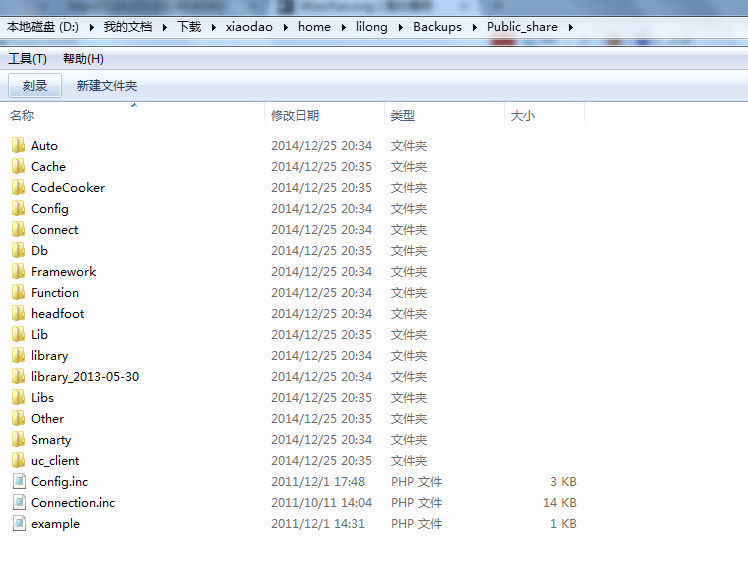 本地磁盘 (D:) ▸ 我的文档 ▸ 下载 ▸ xiaodao ▸ home ▸ lilong ▸ Backups ▸ Public_share ▸
工具(T) 帮助(H)
刻录 新建文件夹
名称 修改日期 类型 大小
Auto 2014/12/25 20:34 文件夹
Cache 2014/12/25 20:35 文件夹
CodeCooker 2014/12/25 20:35 文件夹
Config 2014/12/25 20:34 文件夹
Connect 2014/12/25 20:34 文件夹
Db 2014/12/25 20:35 文件夹
Framework 2014/12/25 20:34 文件夹
Function 2014/12/25 20:34 文件夹
headfoot 2014/12/25 20:34 文件夹
Lib 2014/12/25 20:35 文件夹
library 2014/12/25 20:34 文件夹
library_2013-05-30 2014/12/25 20:34 文件夹
Libs 2014/12/25 20:35 文件夹
Other 2014/12/25 20:35 文件夹
Smarty 2014/12/25 20:34 文件夹
uc_client 2014/12/25 20:35 文件夹
Config.inc 2011/12/1 17:48 PHP 文件 3 KB
Connection.inc 2011/10/11 14:04 PHP 文件 14 KB
example 2011/12/1 14:31 PHP 文件 1 KB